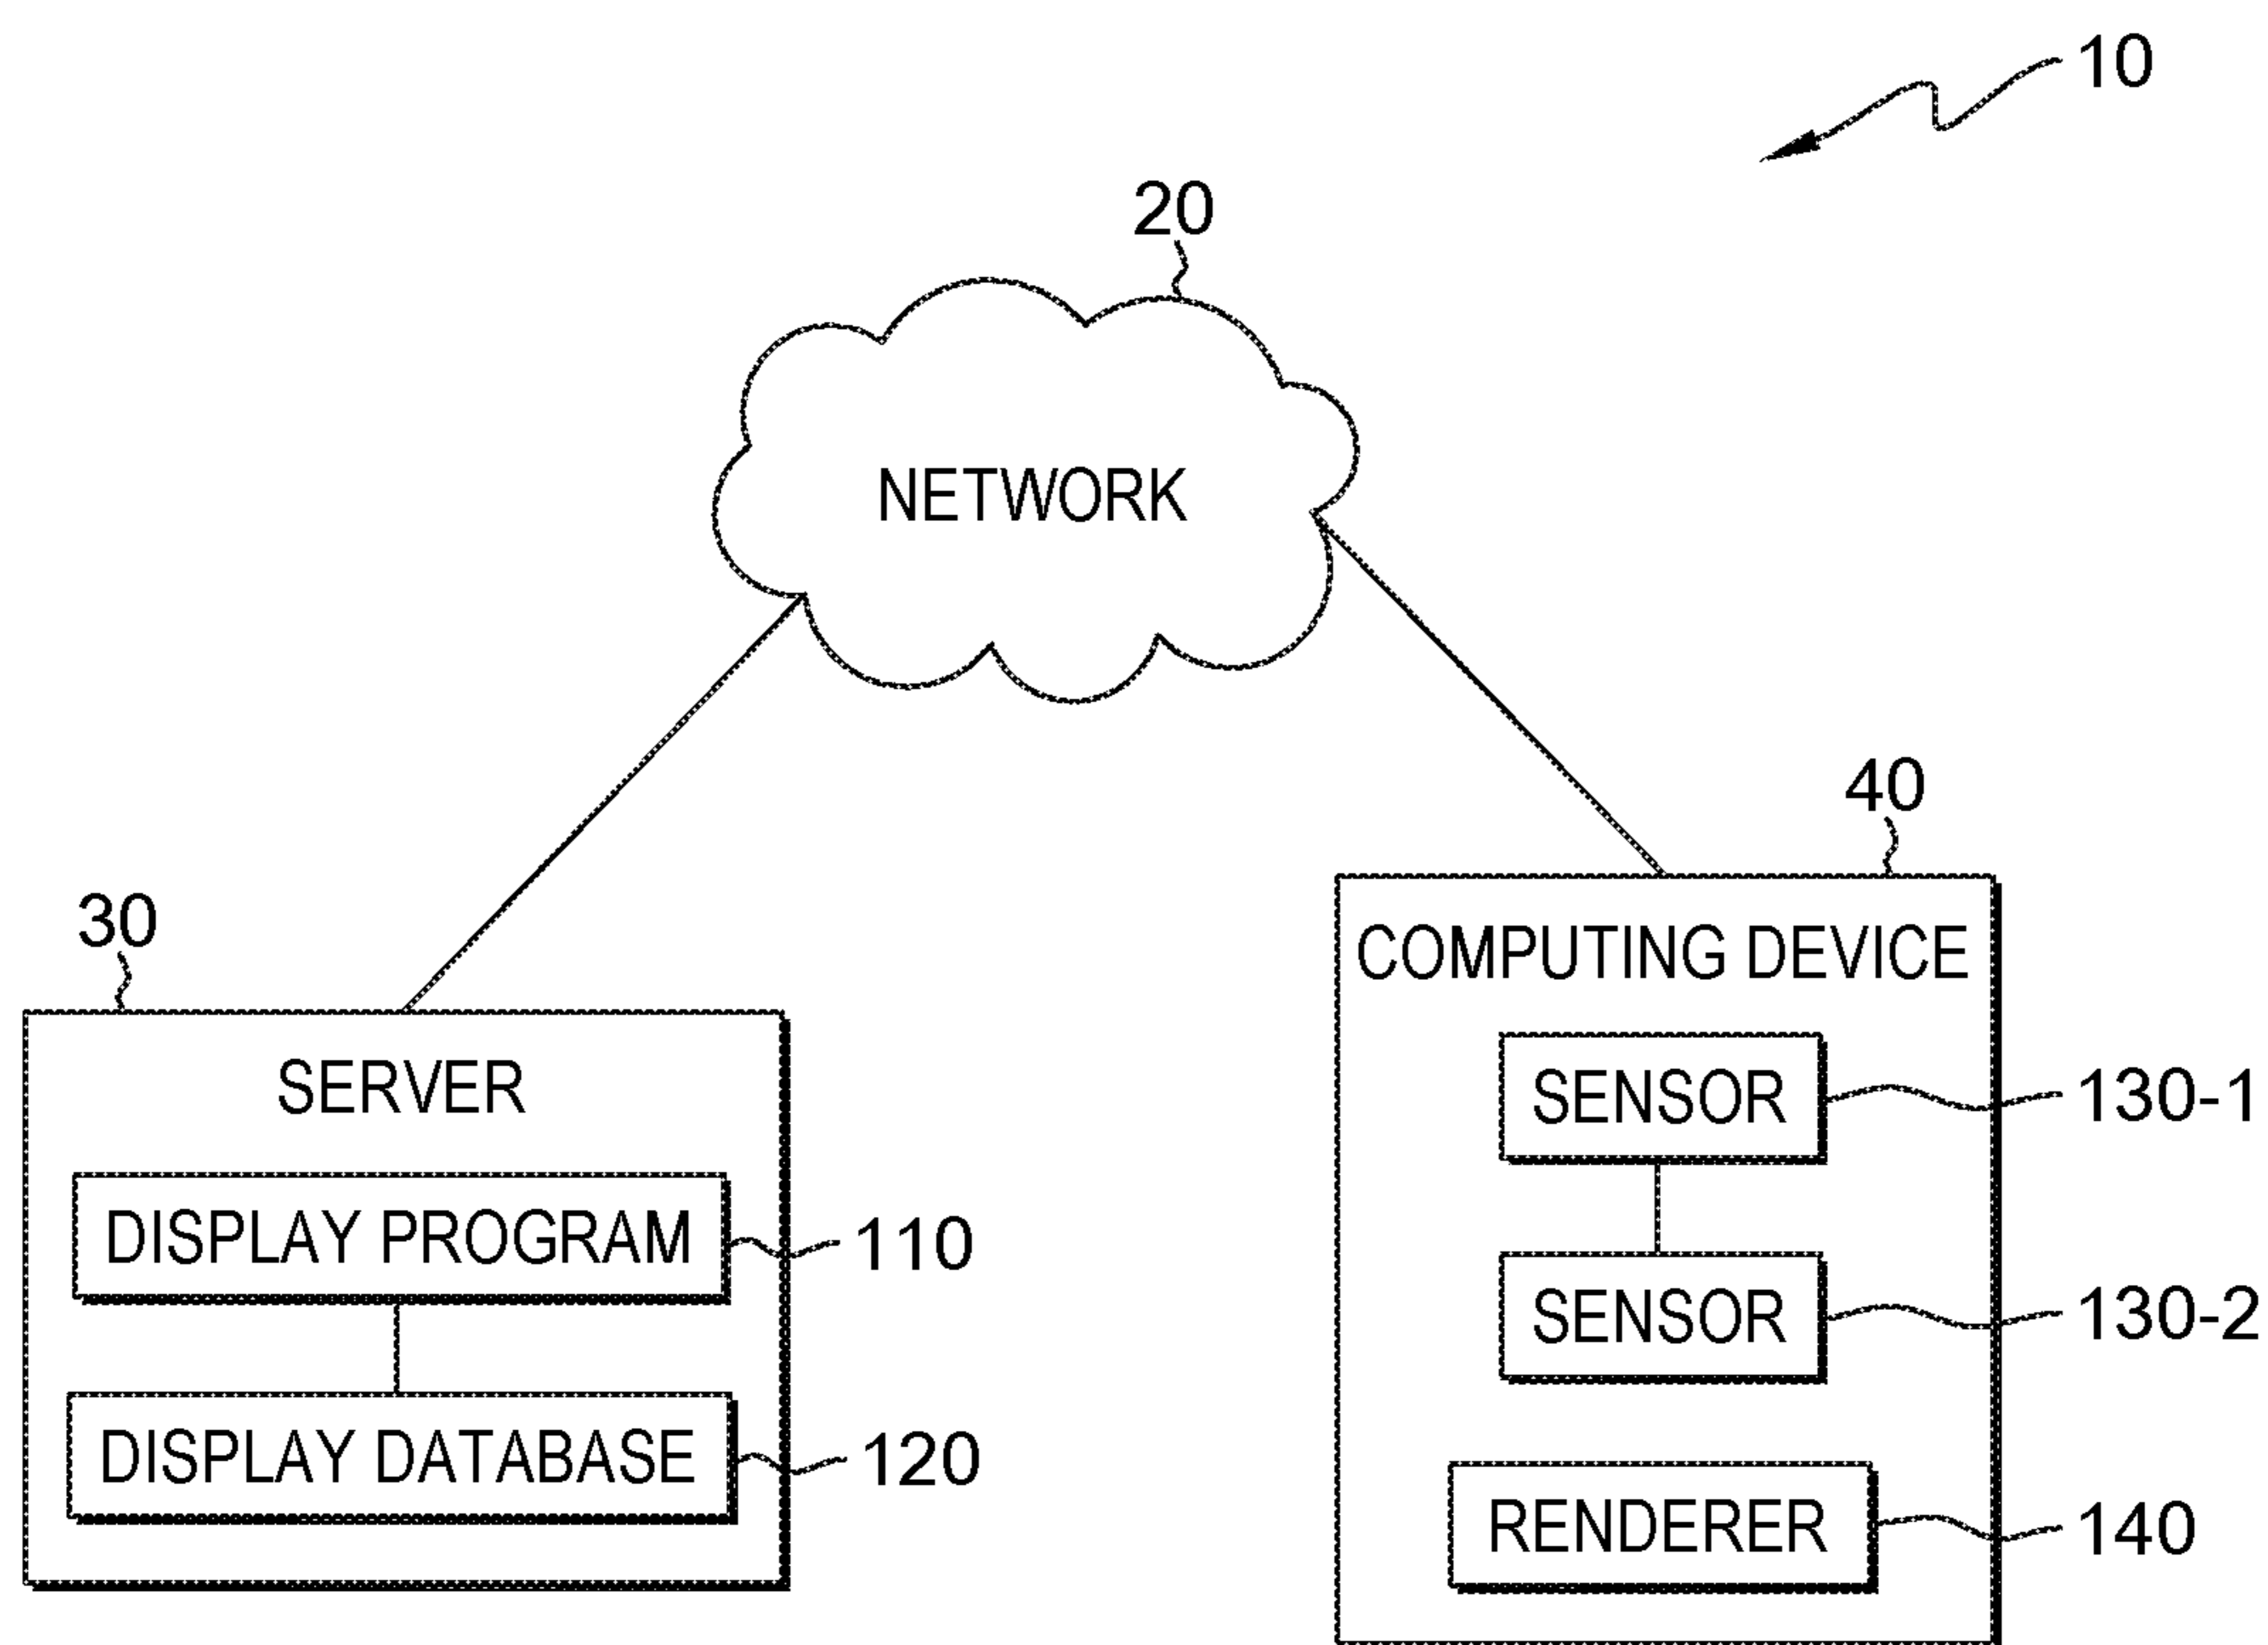 10
20
NETWORK
40
30
COMPUTING DEVICE
SERVER
SENSOR
130-1
DISPLAY PROGRAM
110
SENSOR
130-2
DISPLAY DATABASE
120
RENDERER
140